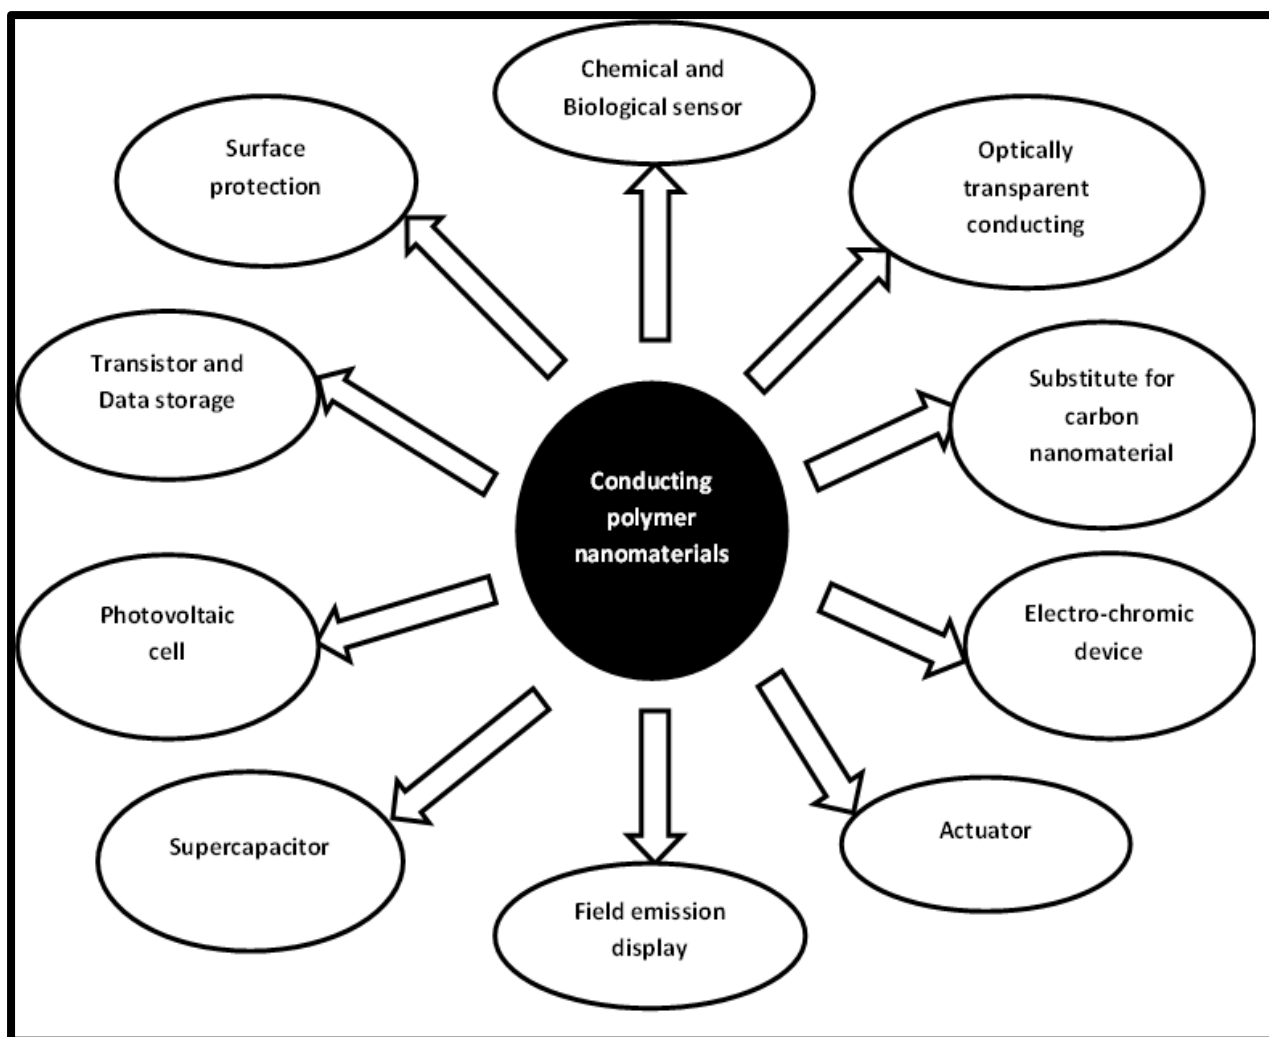 Chemical and
Biological sensor
Surface
protection
Optically
transparent
conducting
Transistor and
Data storage
Substitute for
carbon
nanomaterial
Conducting
polymer
nanomaterials
Photovoltaic
cell
Electro-chromic
device
Supercapacitor
Actuator
Field emission
display